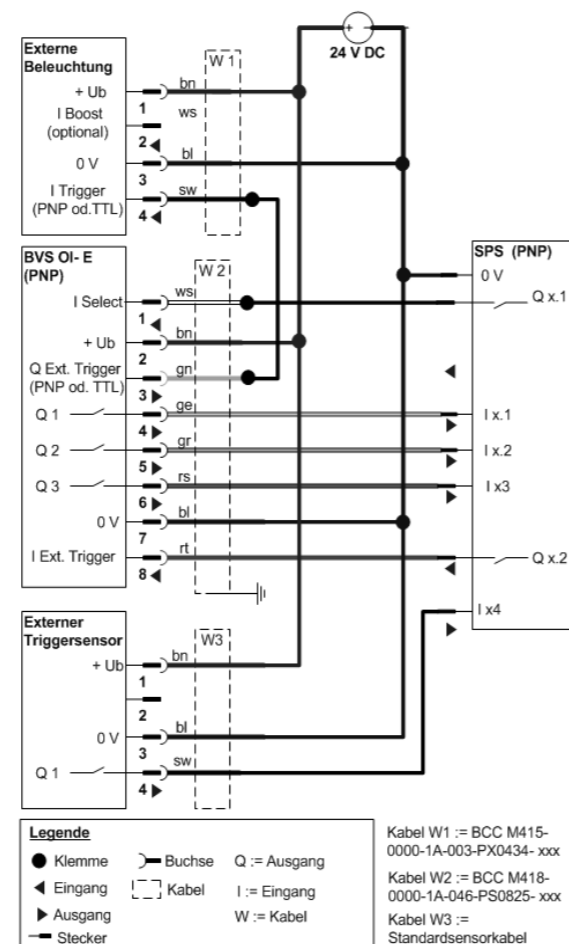 24 V DC
Externe
Beleuchtung
W 1
+ Ub
bn
1
I Boost
(optional)
ws
2
0 V
bl
3
I Trigger
(PNP od.TTL)
sw
4
BVS OI- E
(PNP)
W 2
I Select
ws
1
+ Ub
bn
2
Q Ext. Trigger
(PNP od. TTL)
gn
3
Q 1
ge
4
Q 2
gr
5
Q 3
rs
6
0 V
bl
7
I Ext. Trigger
rt
8
SPS (PNP)
0 V
Q x.1
I x.1
I x.2
I x3
Q x.2
I x4
Externer
Triggersensor
W3
+ Ub
bn
1
2
0 V
bl
3
Q 1
sw
4
Legende
Klemme
Buchse
Q := Ausgang
Eingang
Kabel
I := Eingang
Ausgang
W := Kabel
Stecker
Kabel W1 := BCC M415-
0000-1A-003-PX0434- xxx
Kabel W2 := BCC M418-
0000-1A-046-PS0825- xxx
Kabel W3 :=
Standardsensorkabel